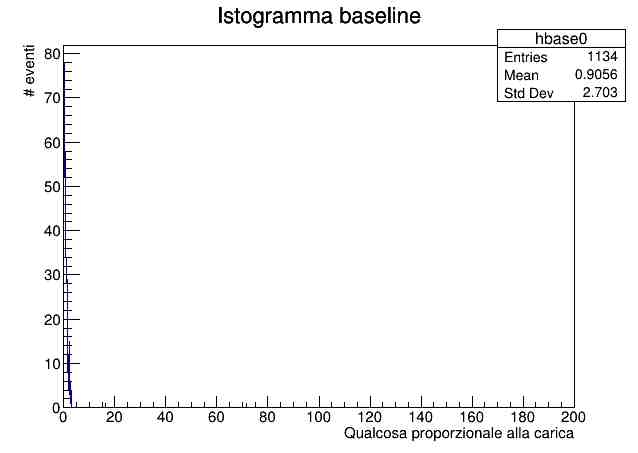 Istogramma baseline
hbase0
Entries 1134
Mean 0.9056
Std Dev 2.703
# eventi
80
70
60
50
40
30
20
10
0
0 20 40 60 80 100 120 140 160 180 200
Qualcosa proporzionale alla carica